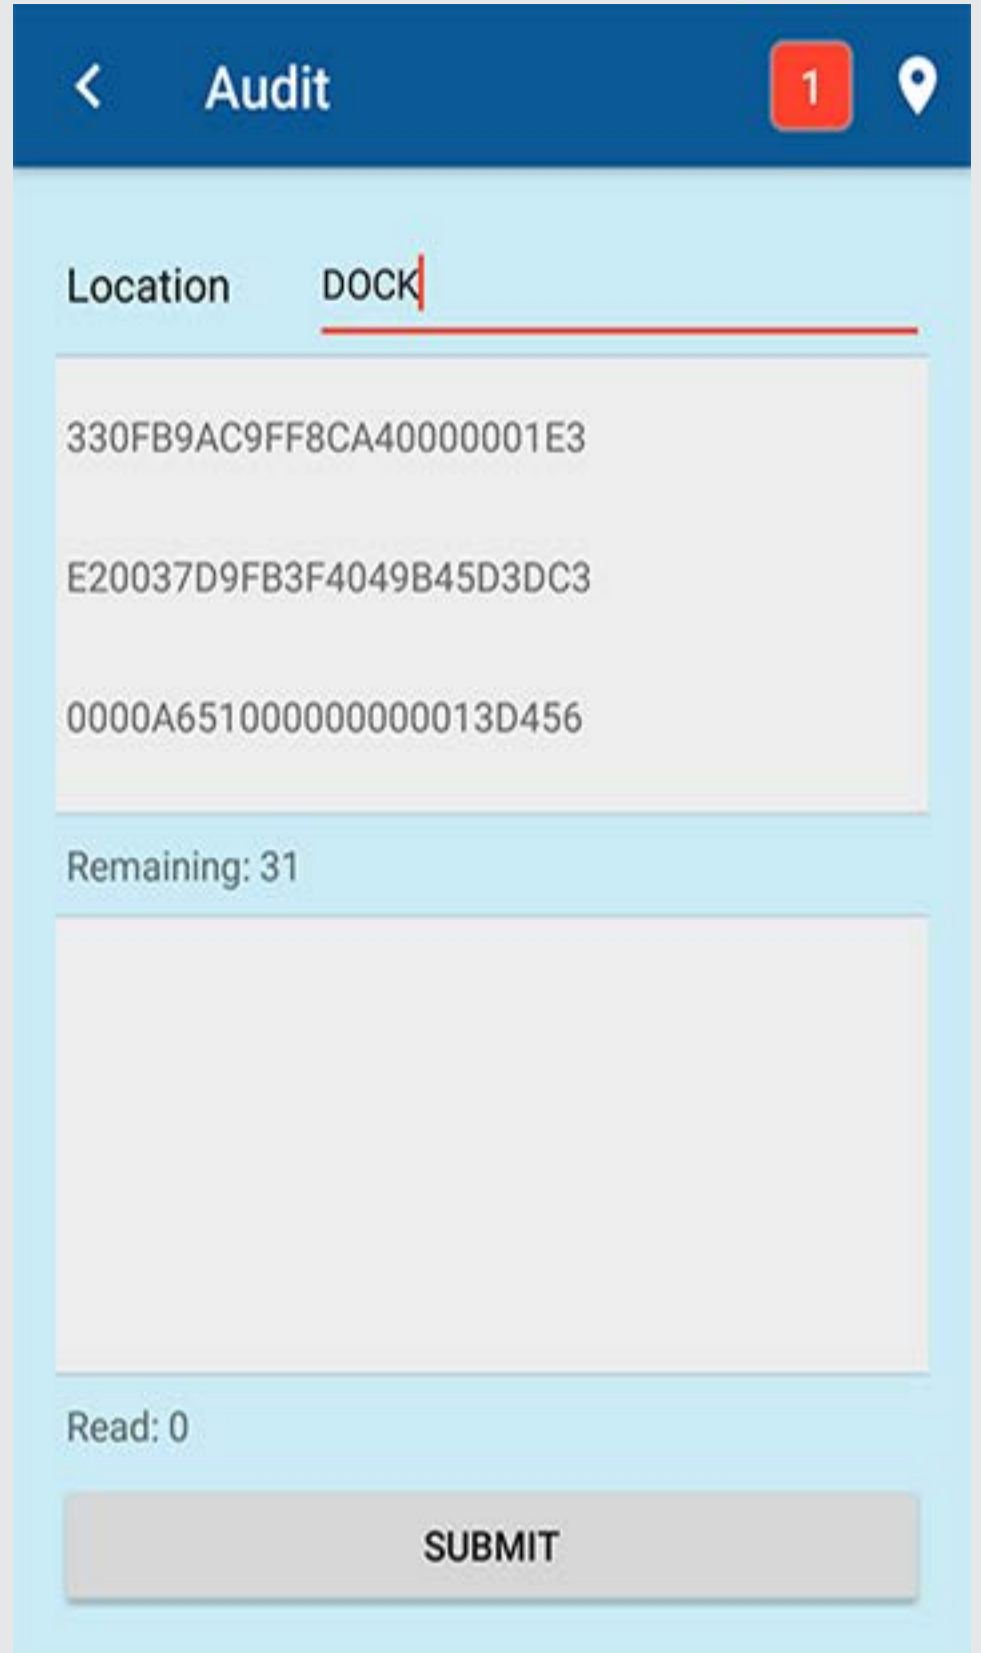 Audit 1
Location DOCK
330FB9AC9FF8CA40000001E3
E20037D9FB3F4049B45D3DC3
0000A651000000000013D456
Remaining: 31
Read: 0
SUBMIT